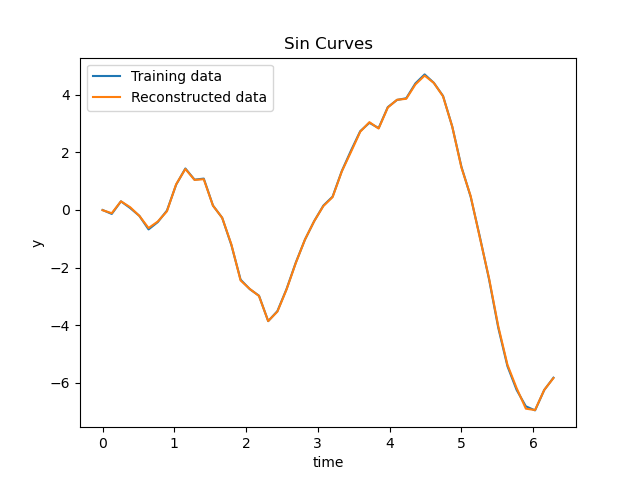 Sin Curves
Training data
Reconstructed data
4
2
0
−2
−4
−6
y
0 1 2 3 4 5 6
time